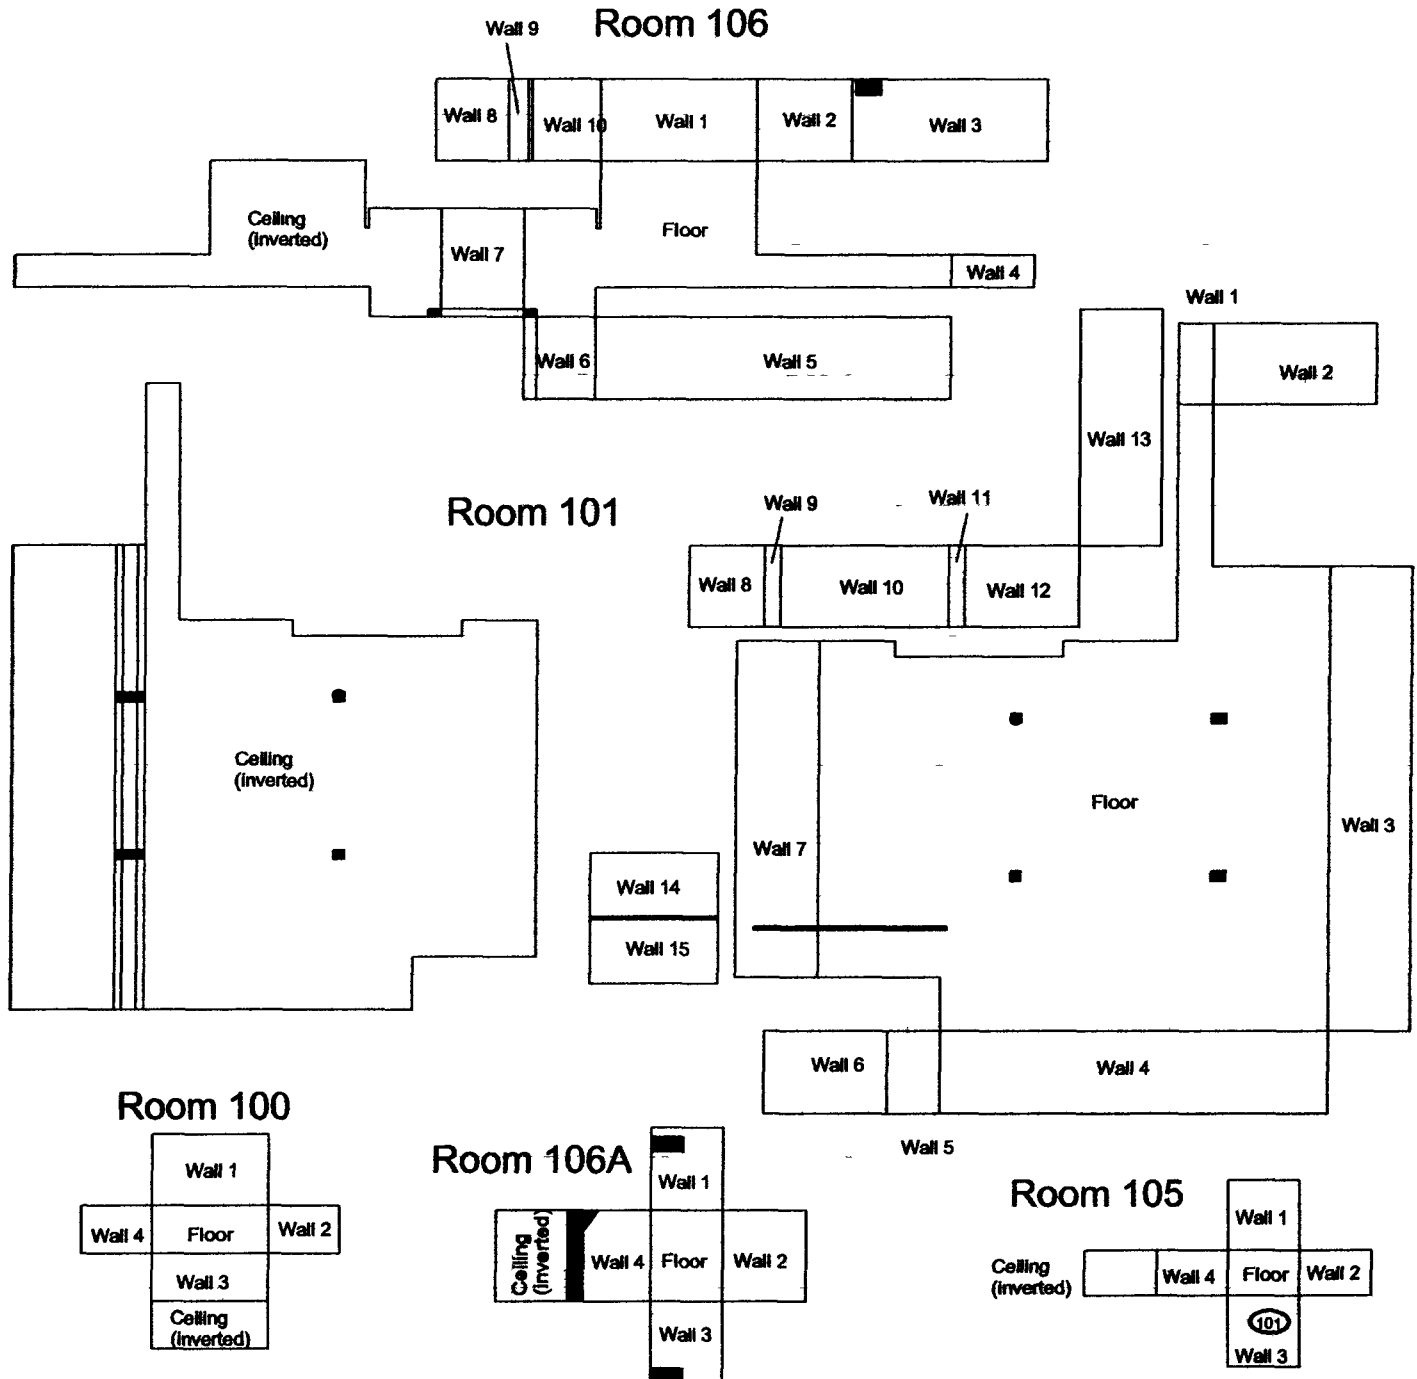 Room 106
Wall 9
Wall 8
Wall 10
Wall 1
Wall 2
Wall 3
Ceiling
(inverted)
Wall 7
Floor
Wall 4
Wall 6
Wall 5
Room 101
Wall 1
Wall 2
Wall 13
Wall 9
Wall 11
Wall 8
Wall 10
Wall 12
Ceiling
(inverted)
Floor
Wall 3
Wall 7
Wall 14
Wall 15
Wall 6
Wall 4
Wall 5
Room 100
Wall 1
Wall 4
Floor
Wall 2
Wall 3
Ceiling
(inverted)
Room 106A
Wall 1
Ceiling
(inverted)
Wall 4
Floor
Wall 2
Wall 3
Room 105
Wall 1
Ceiling
(inverted)
Wall 4
Floor
Wall 2
101
Wall 3